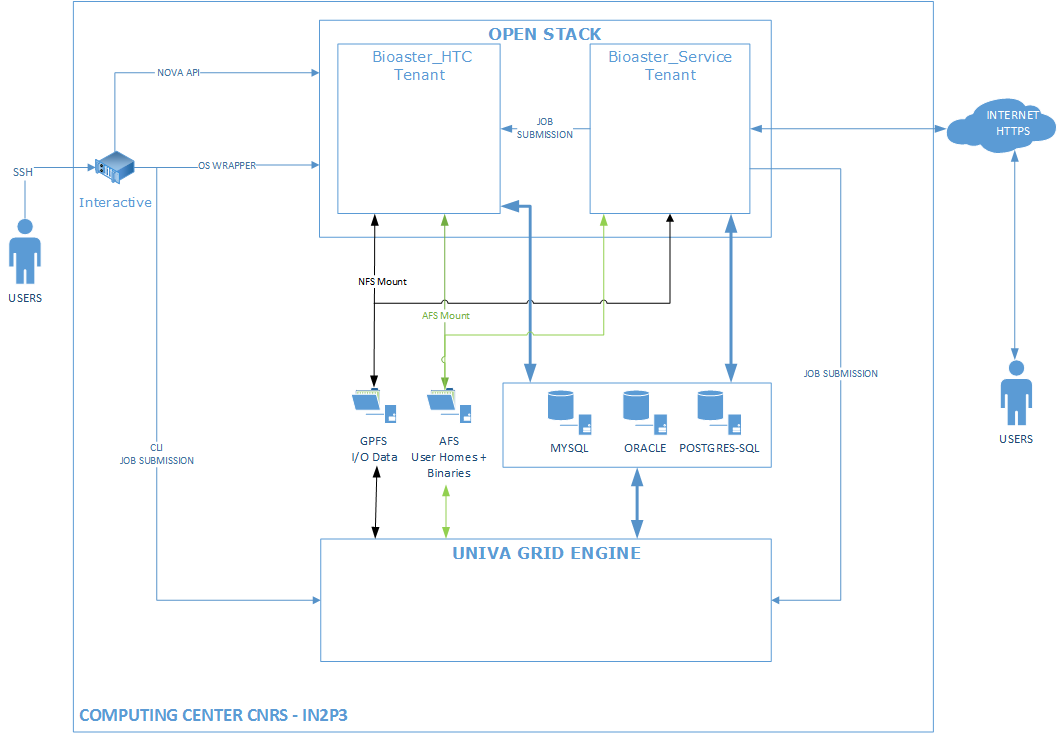 OPEN STACK
Bioaster_HTC
Tenant
Bioaster_Service
Tenant
NOVA API
JOB
SUBMISSION
INTERNET
HTTPS
SSH
OS WRAPPER
Interactive
USERS
NFS Mount
AFS Mount
JOB SUBMISSION
GPFS
I/O Data
AFS
User Homes +
Binaries
MYSQL
ORACLE
POSTGRES-SQL
USERS
CLI
JOB SUBMISSION
UNIVA GRID ENGINE
COMPUTING CENTER CNRS - IN2P3